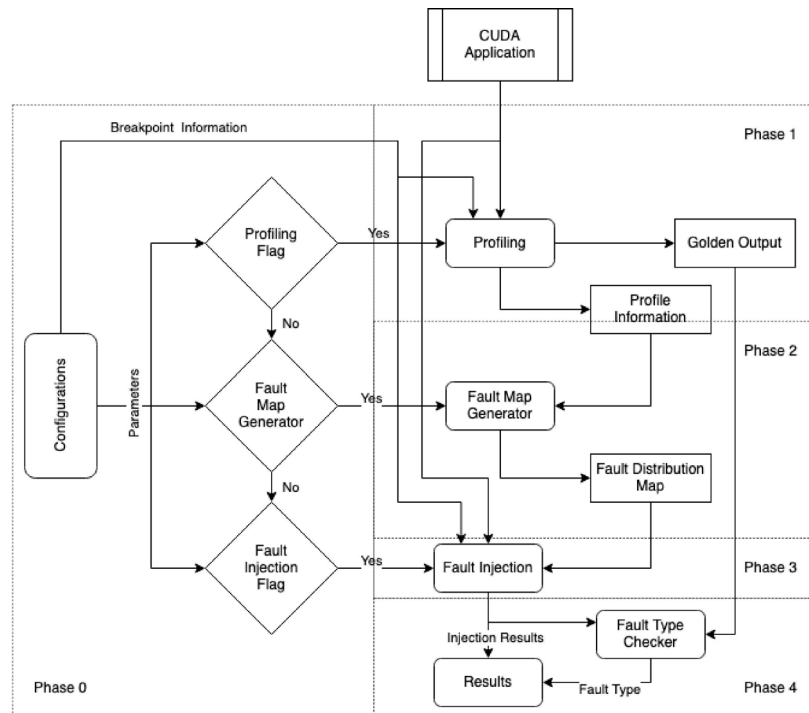 CUDA
Application
Breakpoint Information
Phase 1
Profiling
Flag
Yes
Profiling
Golden Output
No
Profile
Information
Phase 2
Configurations
Parameters
Fault
Map
Generator
Yes
Fault Map
Generator
No
Fault Distribution
Map
Fault
Injection
Flag
Yes
Fault Injection
Phase 3
Injection Results
Fault Type
Checker
Phase 0
Results
Fault Type
Phase 4